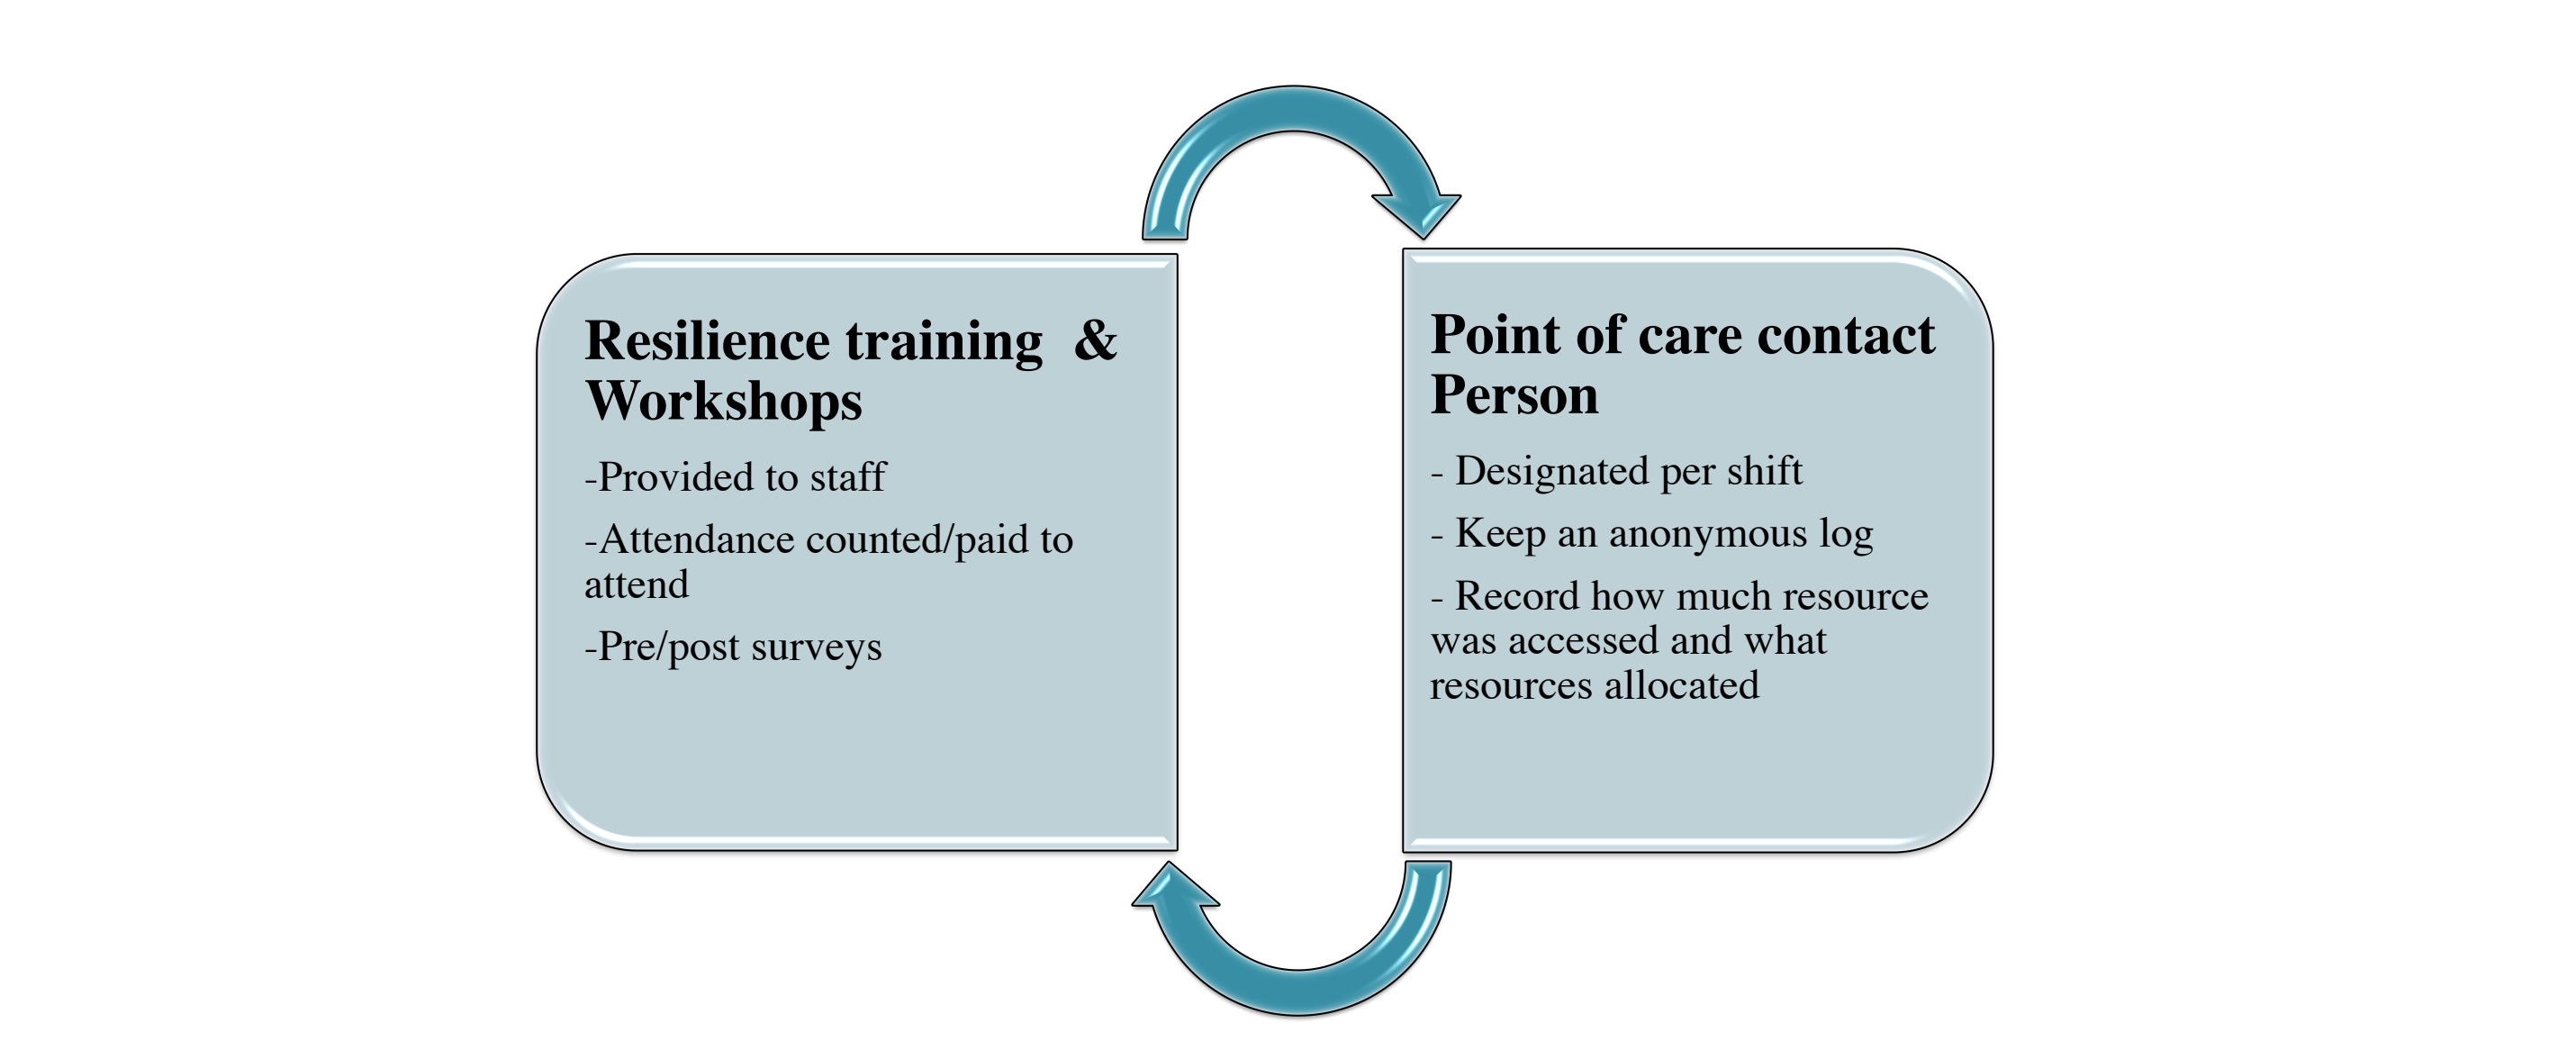 Resilience training  &
Workshops
-Provided to staff
-Attendance counted/paid to
attend
-Pre/post surveys
Point of care contact
Person
- Designated per shift
- Keep an anonymous log
- Record how much resource
was accessed and what
resources allocated